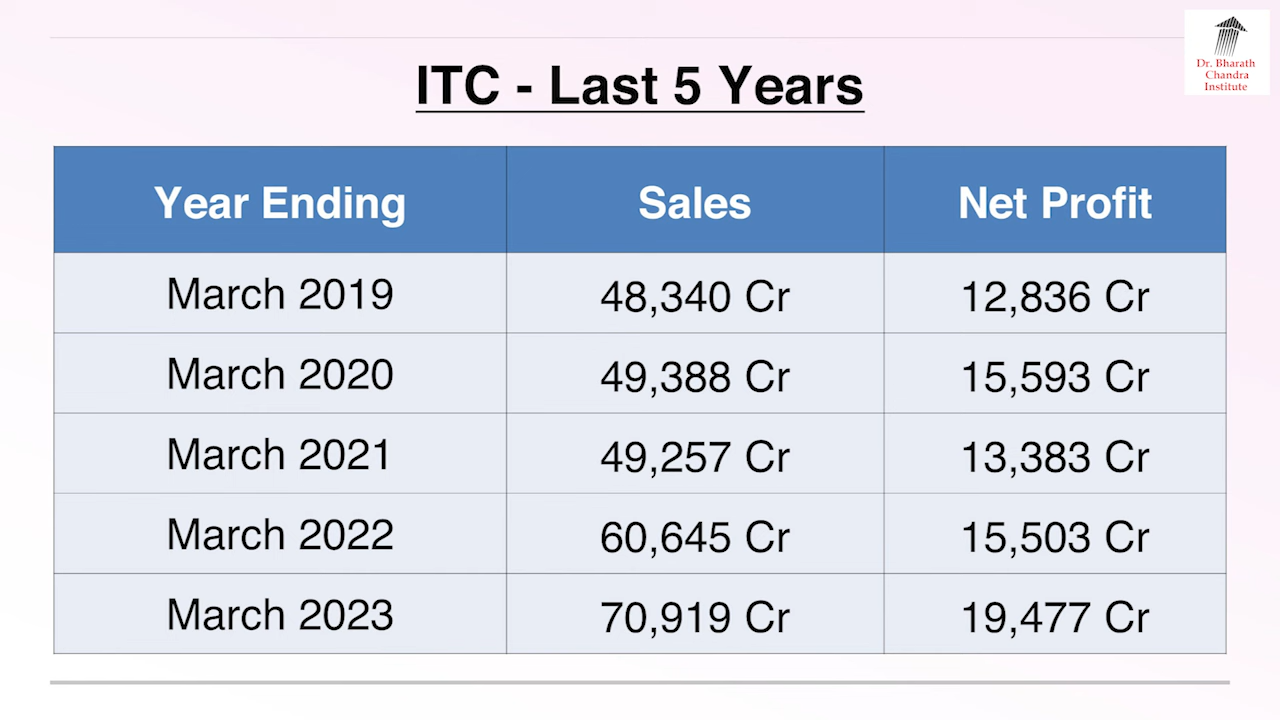 Dr. Bharath
Chandra
Institute
ITC - Last 5 Years
Year Ending Sales Net Profit
March 2019 48,340 Cr 12,836 Cr
March 2020 49,388 Cr 15,593 Cr
March 2021 49,257 Cr 13,383 Cr
March 2022 60,645 Cr 15,503 Cr
March 2023 70,919 Cr 19,477 Cr